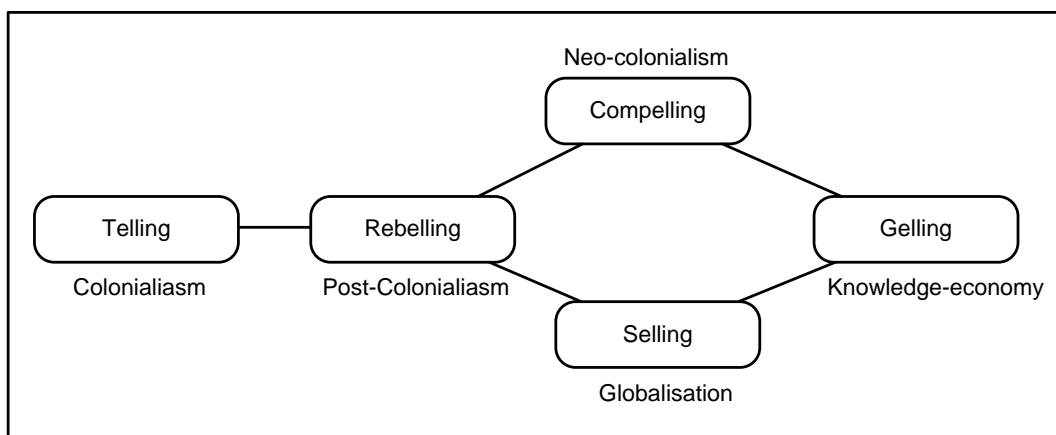 Neo-colonialism
Compelling
Telling
Rebelling
Gelling
Colonialiasm
Post-Colonialiasm
Knowledge-economy
Selling
Globalisation